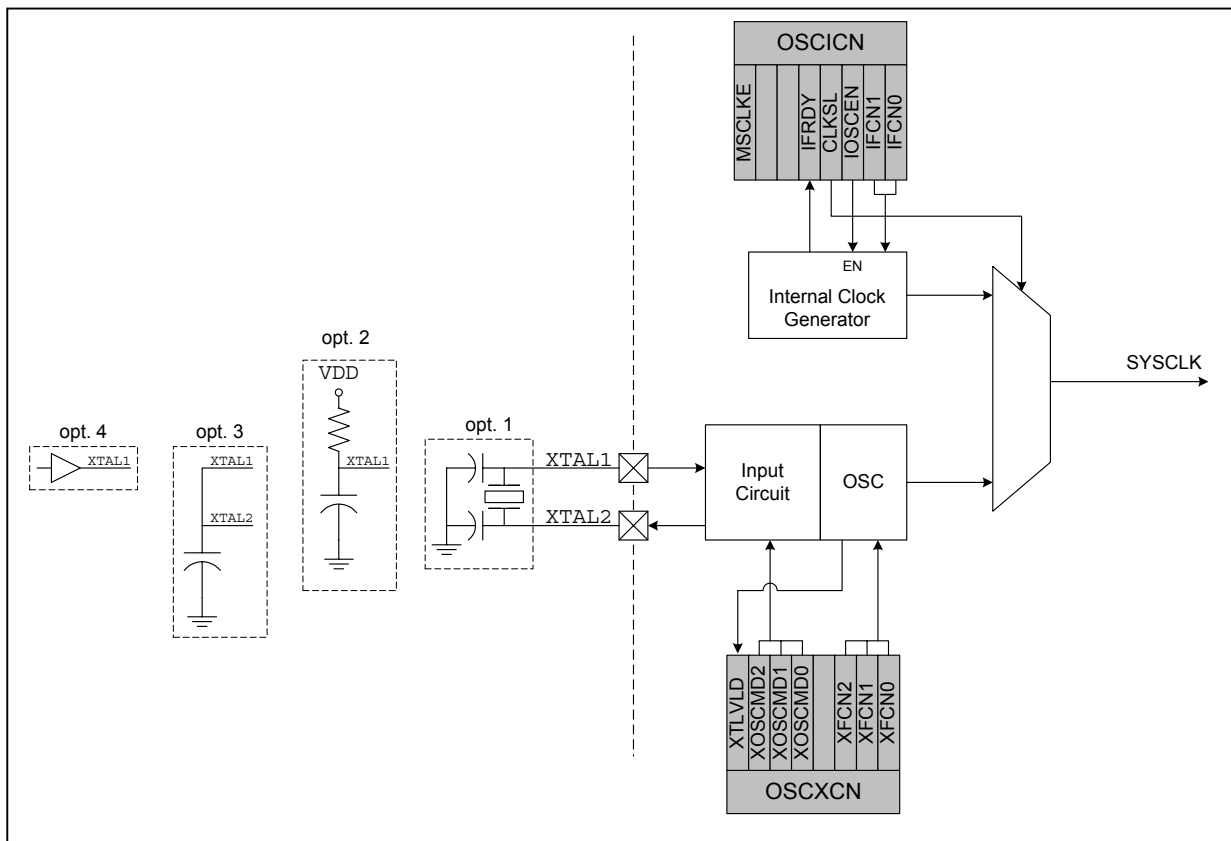 OSCICN
MSCLKE
IFRDY
CLKSL
IOSCEN
IFCN1
IFCN0
EN
Internal Clock
Generator
SYSCLK
opt. 4
XTAL1
opt. 3
XTAL1
XTAL2
opt. 2
VDD
XTAL1
opt. 1
XTAL1
XTAL2
Input
Circuit
OSC
XTLVLD
XOSCMD2
XOSCMD1
XOSCMD0
XFCN2
XFCN1
XFCN0
OSCXCN